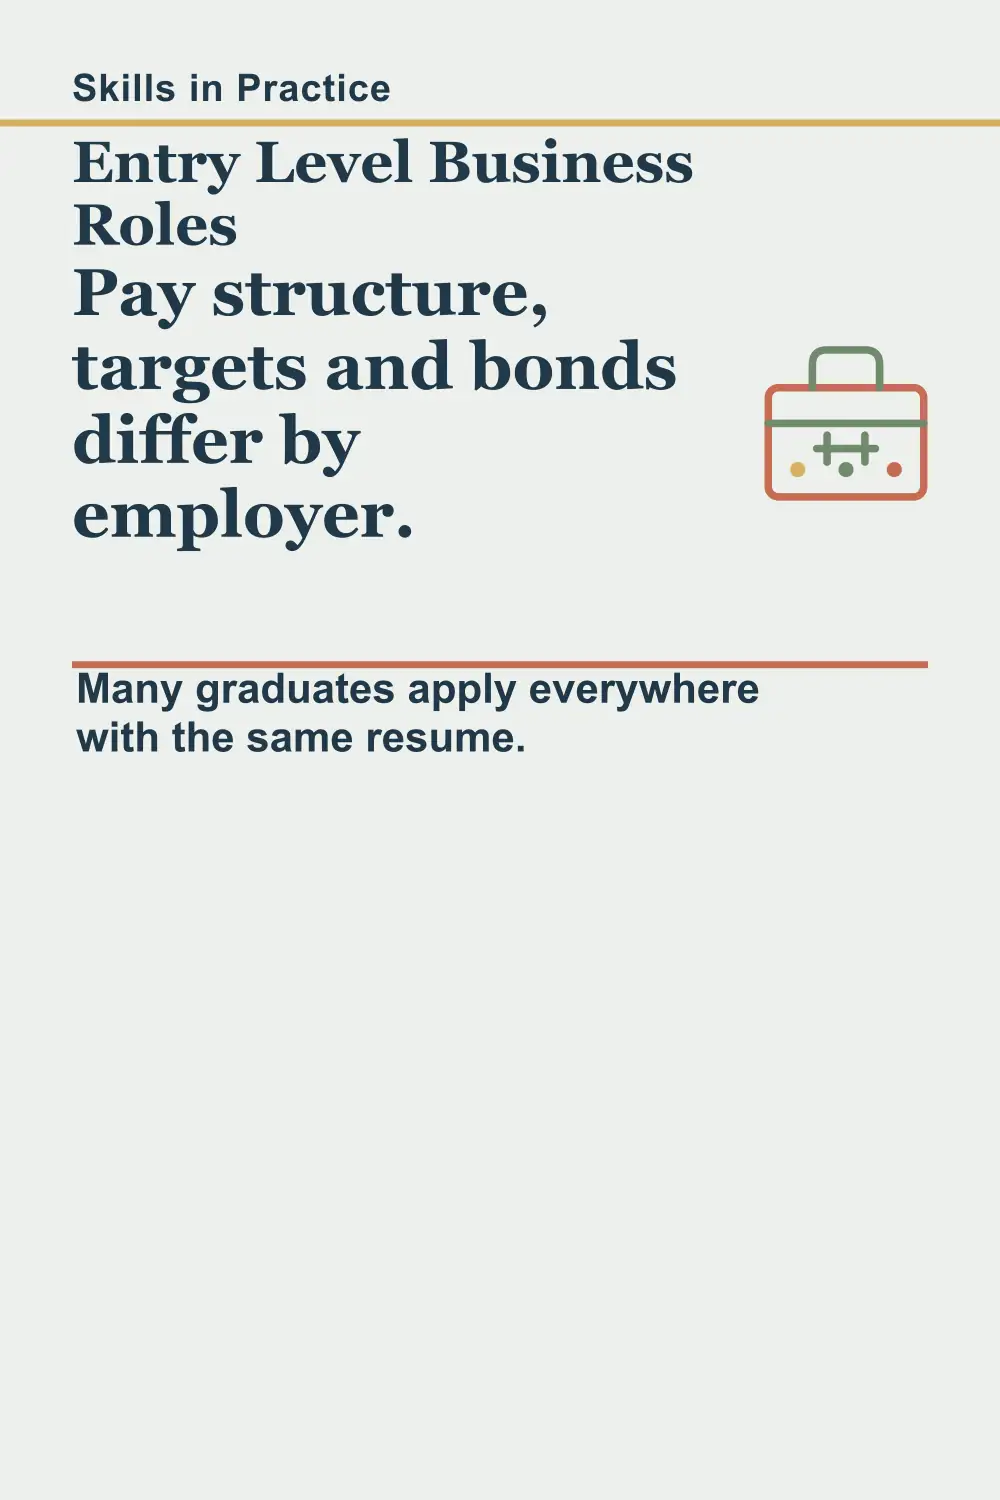 Skills in Practice
Entry Level Business
Roles
Pay structure,
targets and bonds
differ by
employer.
Many graduates apply everywhere
with the same resume.